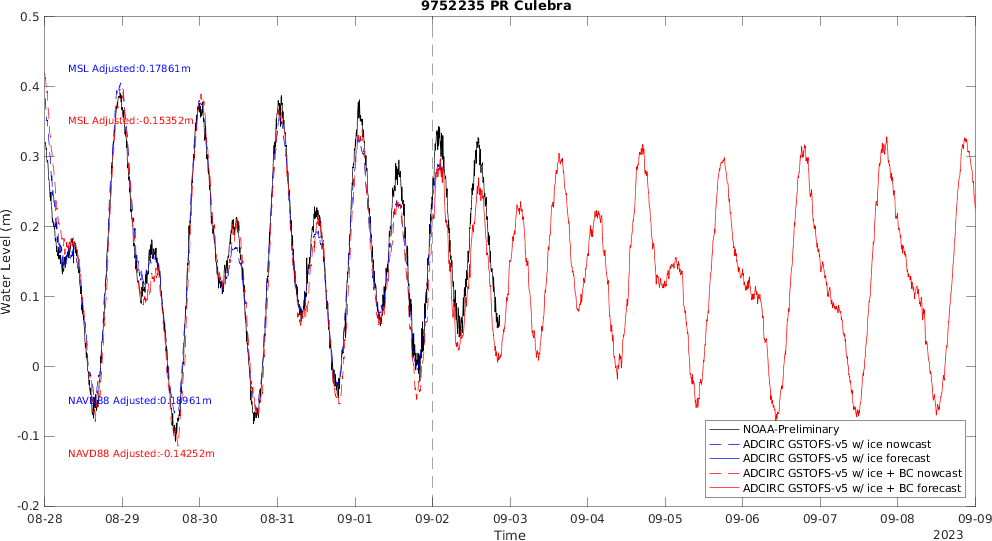 9752235 PR Culebra
0.5
0.4
0.3
0.2
0.1
0
-0.1
-0.2
Water Level (m)
MSL Adjusted:0.17861m
MSL Adjusted:-0.15352m
NAVD88 Adjusted:0.18961m
NAVD88 Adjusted:-0.14252m
NOAA-Preliminary
ADCIRC GSTOFS-v5 w/ ice nowcast
ADCIRC GSTOFS-v5 w/ ice forecast
ADCIRC GSTOFS-v5 w/ ice + BC nowcast
ADCIRC GSTOFS-v5 w/ ice + BC forecast
08-28 08-29 08-30 08-31 09-01 09-02 09-03 09-04 09-05 09-06 09-07 09-08 09-09
Time
2023